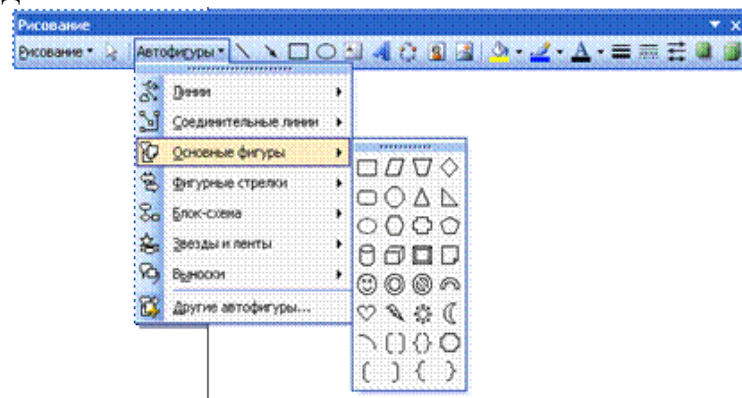 Рисование
Рисование Автофигуры
Линии
Соединительные линии
Основные фигуры
Фигурные стрелки
Блок-схема
Звезды и ленты
Выноски
Другие автофигуры...